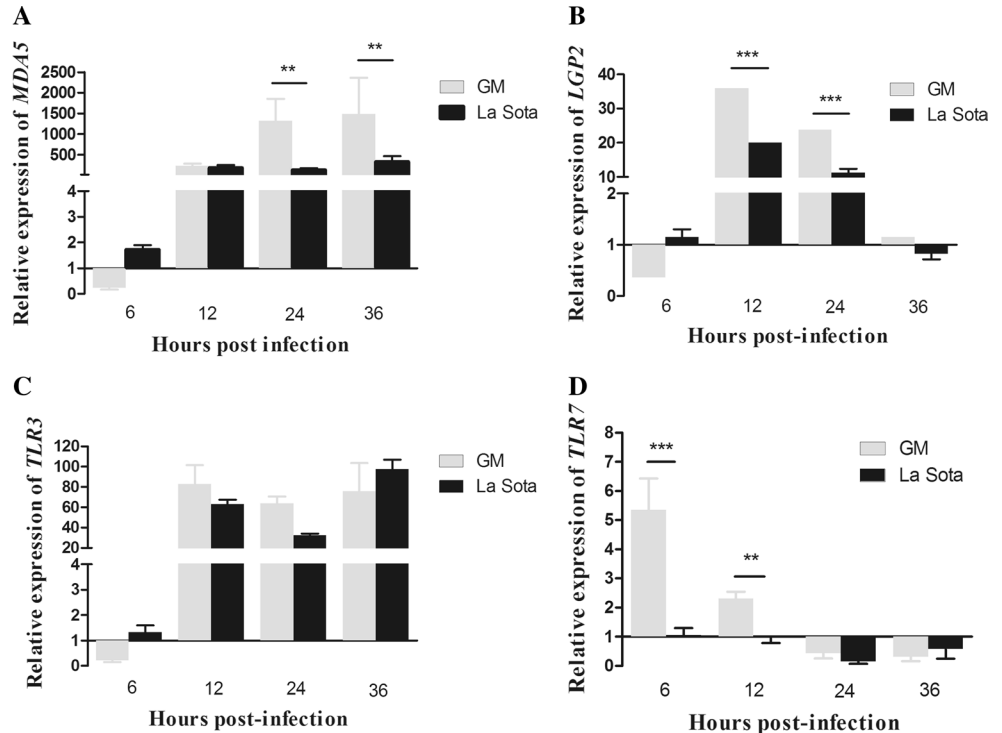 A
Relative expression of MDA5
2500
2000
1500
1000
500
4
3
2
1
0
**
**
GM
La Sota
6 12 24 36
Hours post infection
B
Relative expression of LGP2
40
30
20
10
2
1
0
***
***
GM
La Sota
6 12 24 36
Hours post-infection
C
Relative expression of TLR3
120
100
80
60
40
20
4
3
2
1
0
GM
La Sota
6 12 24 36
Hours post-infection
D
Relative expression of TLR7
8
7
6
5
4
3
2
1
0
***
**
GM
La Sota
6 12 24 36
Hours post-infection